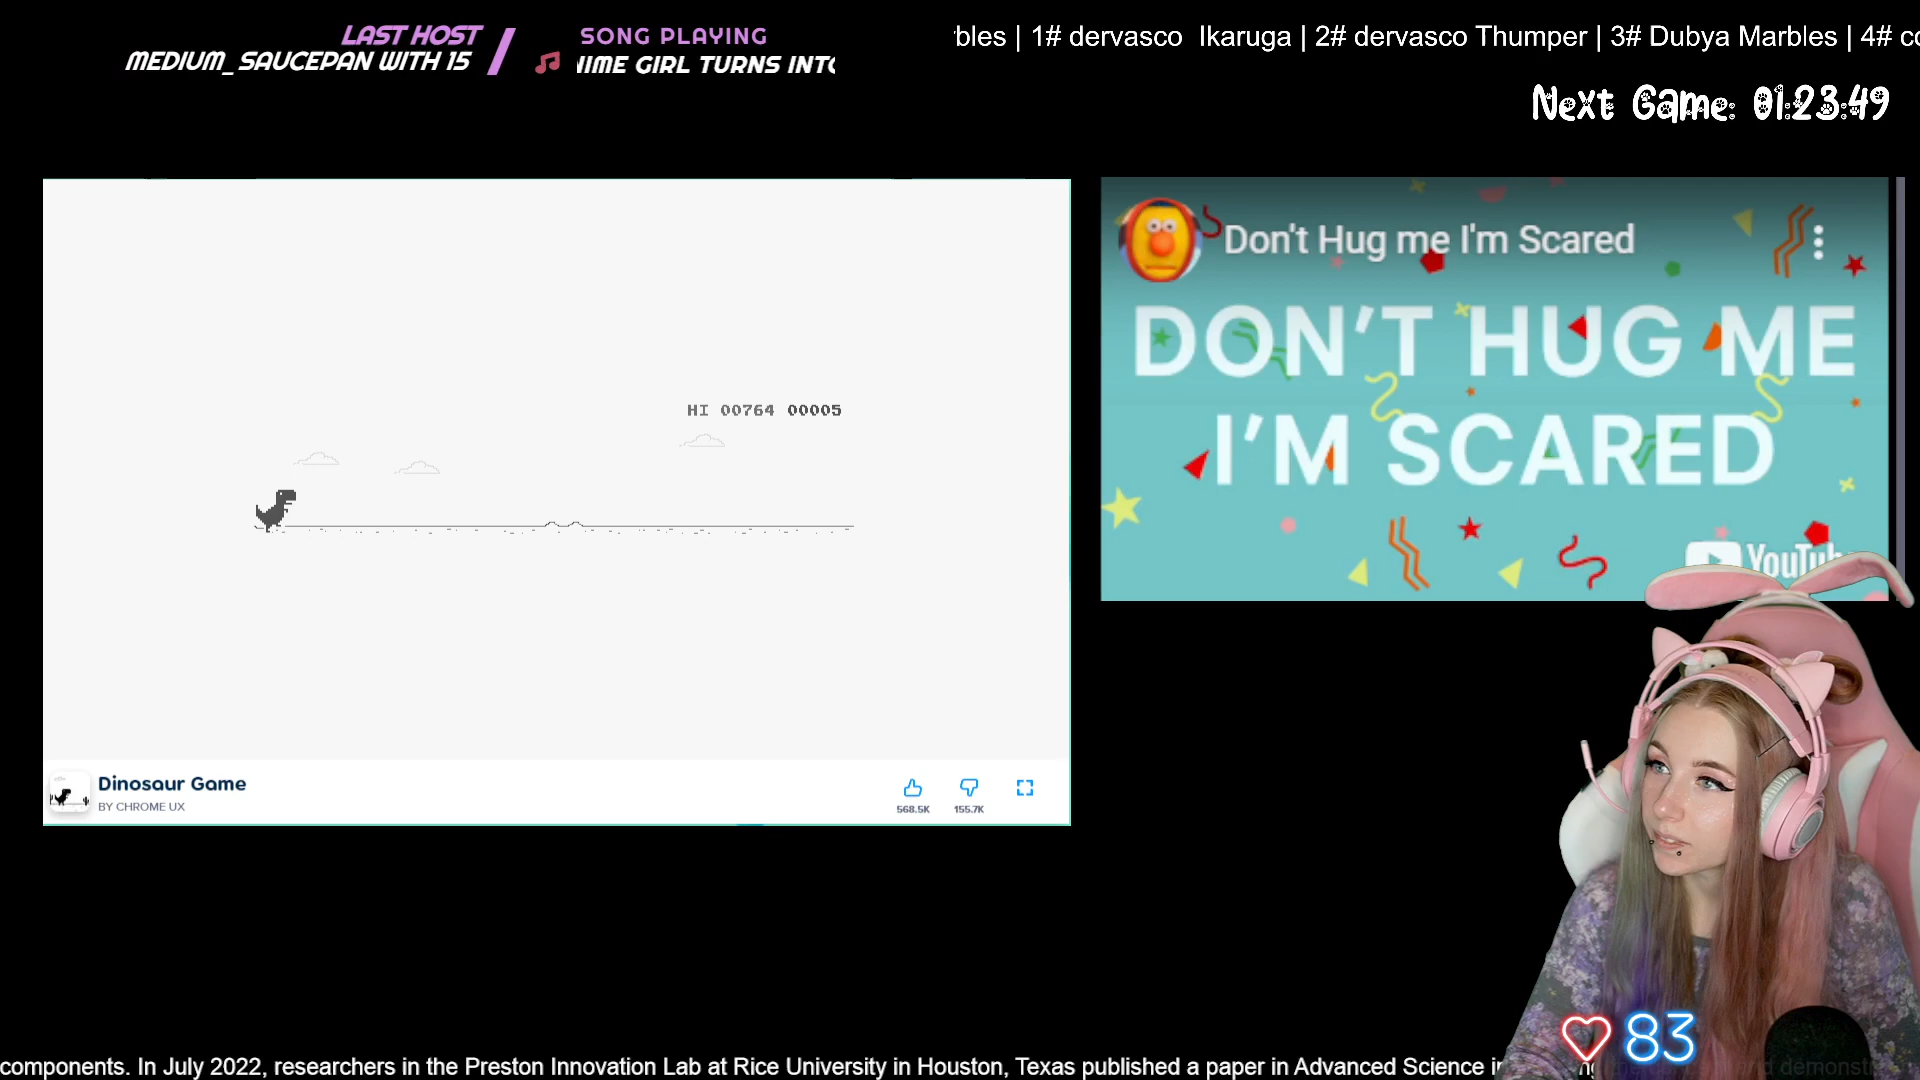 LAST HOST
MEDIUM_SAUCEPAN WITH 15
SONG PLAYING
NIME GIRL TURNS INTO
bles | 1# dervasco Ikaruga | 2# dervasco Thumper | 3# Dubya Marbles | 4#
Next Game: 01:23:49
Don't Hug me I'm Scared
DON'T HUG ME
I'M SCARED
YouTub
HI 00764 00005
Dinosaur Game
BY CHROME UX
568.5K
155.7K
83
components. In July 2022, researchers in the Preston Innovation Lab at Rice University in Houston, Texas published a paper in Advanced Science